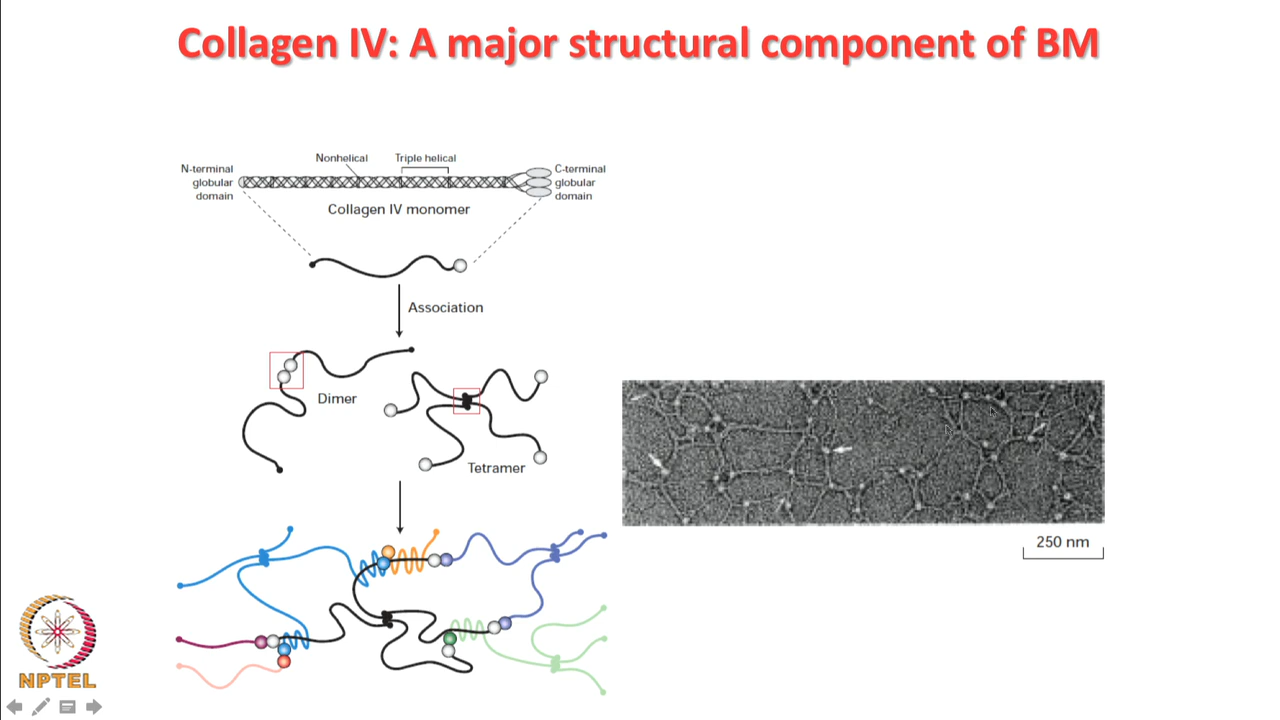 Collagen IV: A major structural component of BM
Nonhelical
Triple helical
N-terminal
globular
domain
C-terminal
globular
domain
Collagen IV monomer
Association
Dimer
Tetramer
250 nm
NPTEL